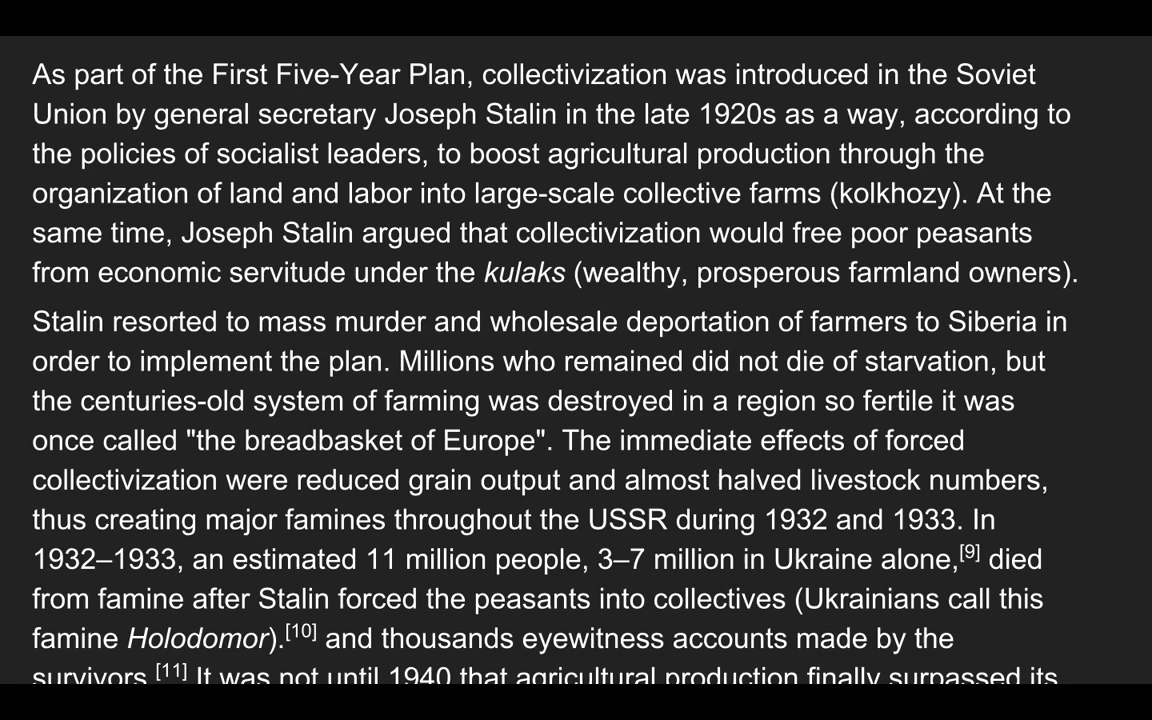 As part of the First Five-Year Plan, collectivization was introduced in the Soviet
Union by general secretary Joseph Stalin in the late 1920s as a way, according to
the policies of socialist leaders, to boost agricultural production through the
organization of land and labor into large-scale collective farms (kolkhozy). At the
same time, Joseph Stalin argued that collectivization would free poor peasants
from economic servitude under the kulaks (wealthy, prosperous farmland owners).
Stalin resorted to mass murder and wholesale deportation of farmers to Siberia in
order to implement the plan. Millions who remained did not die of starvation, but
the centuries-old system of farming was destroyed in a region so fertile it was
once called "the breadbasket of Europe". The immediate effects of forced
collectivization were reduced grain output and almost halved livestock numbers,
thus creating major famines throughout the USSR during 1932 and 1933. In
1932–1933, an estimated 11 million people, 3–7 million in Ukraine alone,[9] died
from famine after Stalin forced the peasants into collectives (Ukrainians call this
famine Holodomor).[10] and thousands eyewitness accounts made by the
survivors.[11] It was not until 1940 that agricultural production finally surpassed its